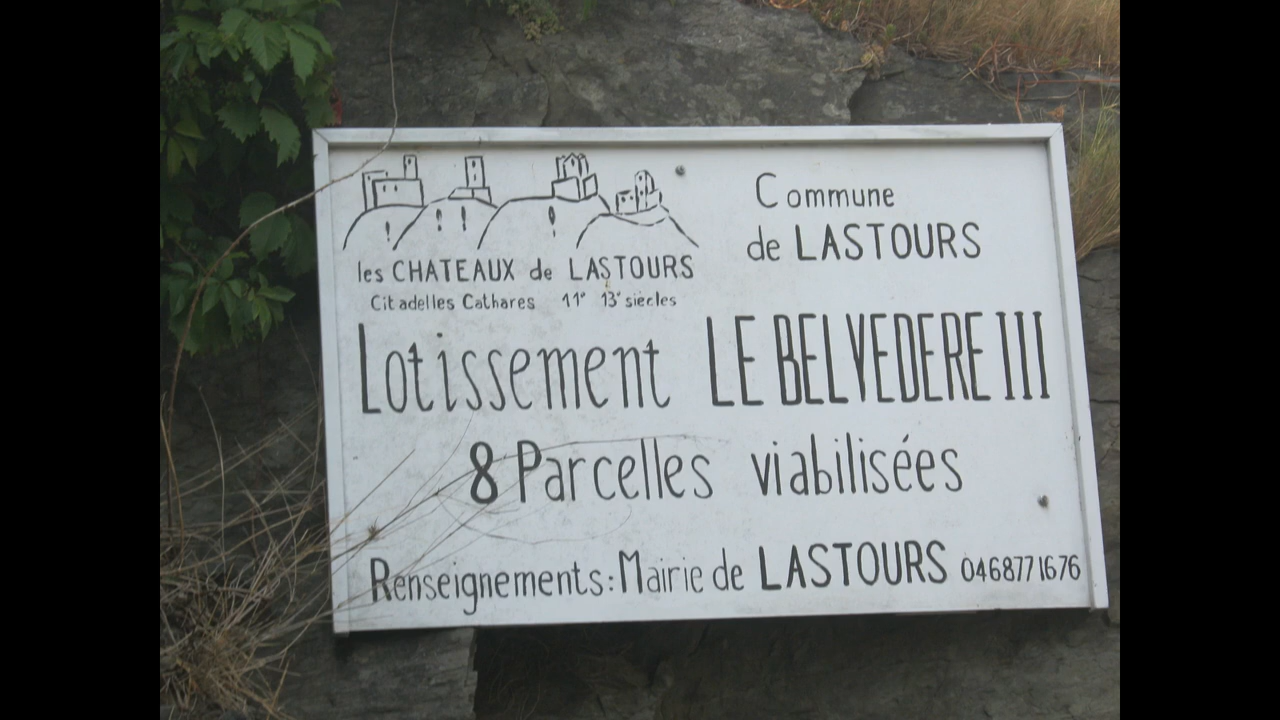 les CHATEAUX de LASTOURS
Citadelles Cathares 11e 13e siècles
Commune
de LASTOURS
Lotissement LE BELVEDERE III
8 Parcelles viabilisées
Renseignements: Mairie de LASTOURS 0468771676